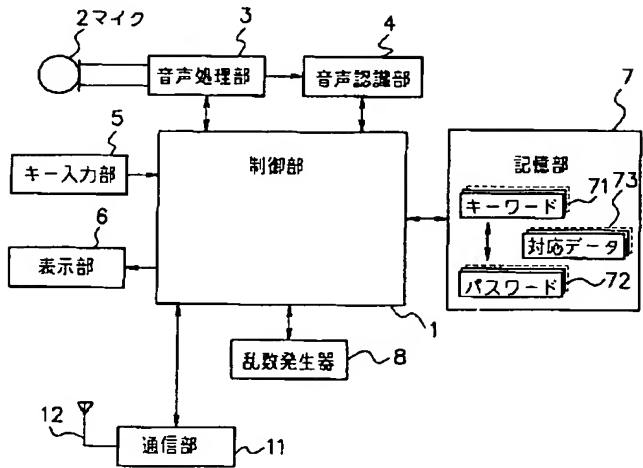 2マイク
3
音声処理部
4
音声認識部
5
キー入力部
制御部
7
記憶部
71
キーワード
73
対応データ
72
パスワード
6
表示部
1
乱数発生器
8
12
通信部
11